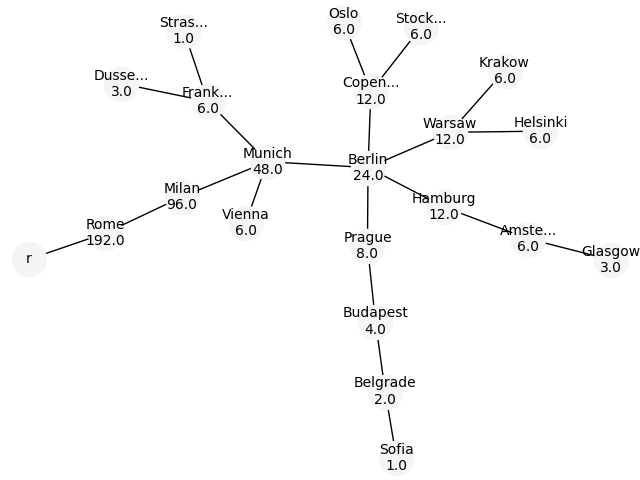 Oslo
6.0
Stock...
6.0
Stras...
1.0
Krakow
6.0
Dusse...
3.0
Copen...
12.0
Frank...
6.0
Warsaw
12.0
Helsinki
6.0
Munich
48.0
Berlin
24.0
Milan
96.0
Hamburg
12.0
Vienna
6.0
Rome
192.0
Amste...
6.0
Prague
8.0
Glasgow
3.0
r
Budapest
4.0
Belgrade
2.0
Sofia
1.0